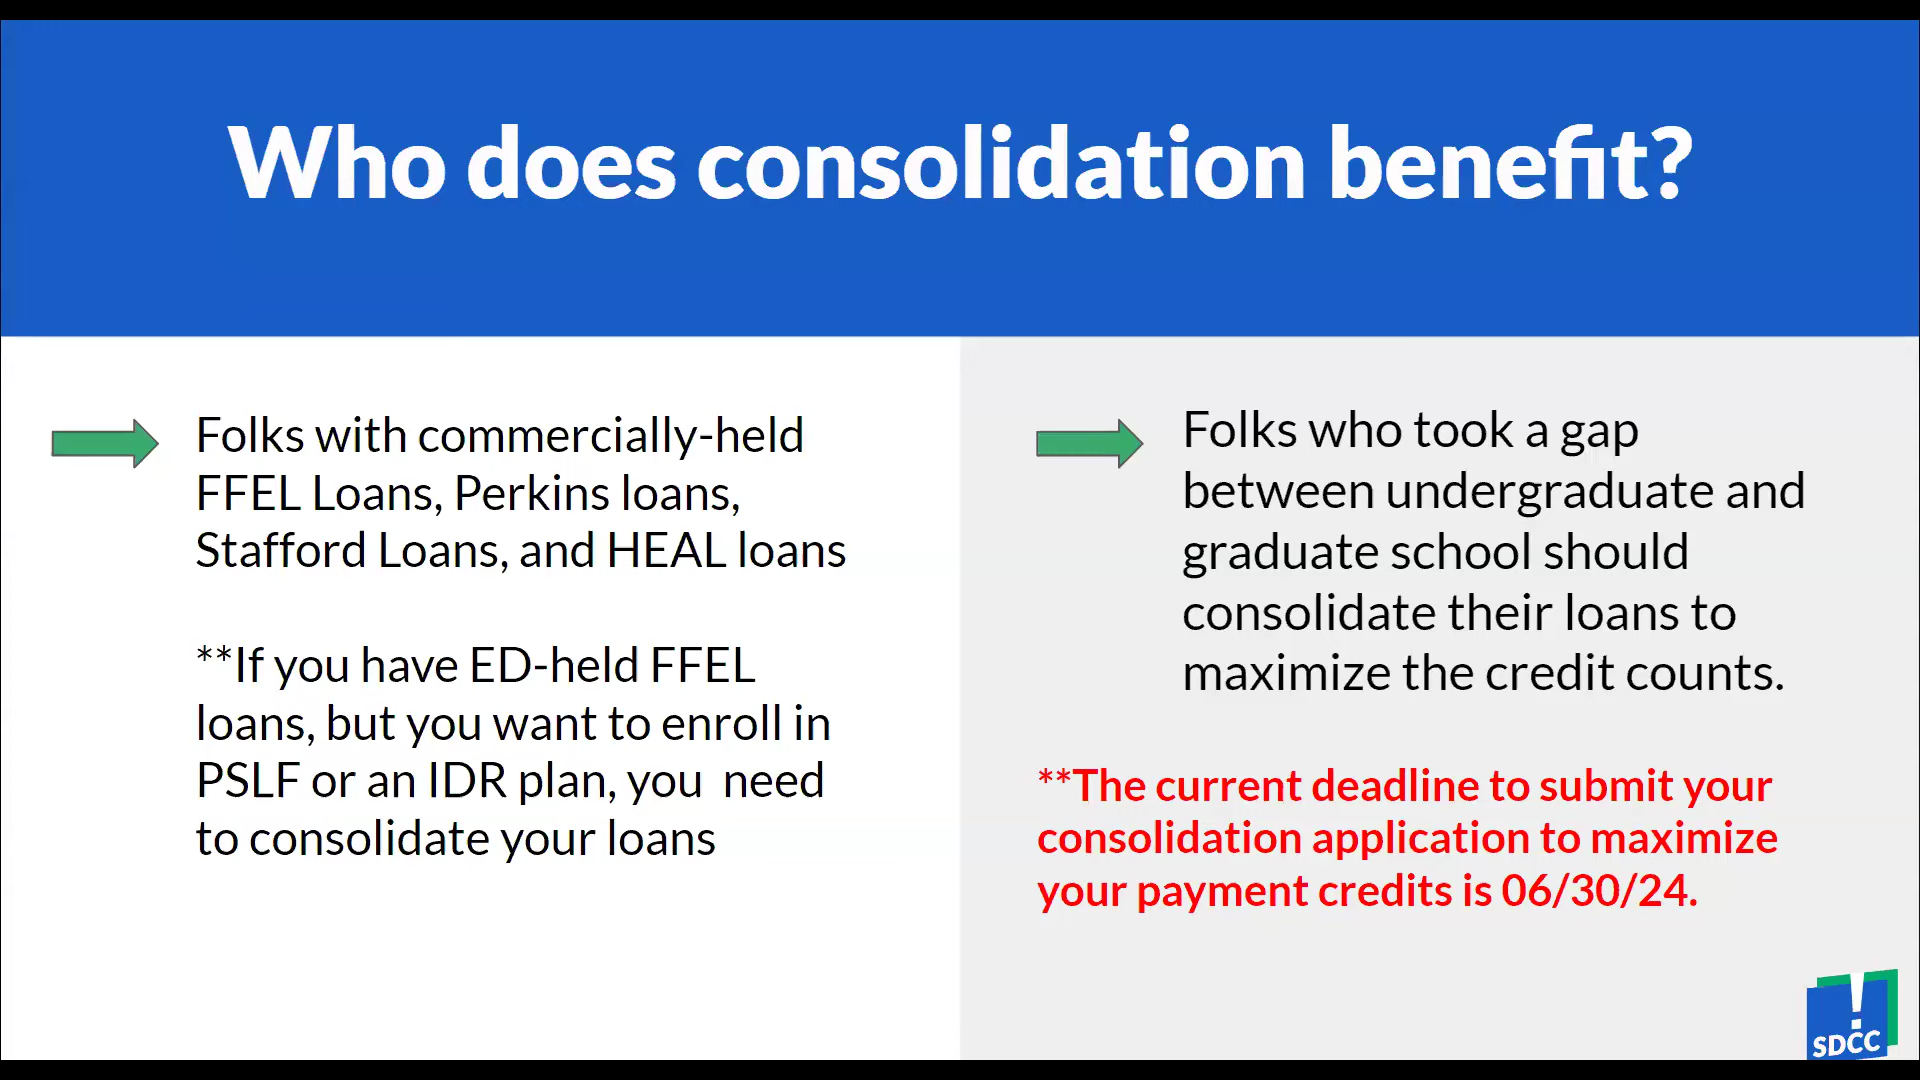 Who does consolidation benefit?
Folks with commercially-held
FFEL Loans, Perkins loans,
Stafford Loans, and HEAL loans
**If you have ED-held FFEL
loans, but you want to enroll in
PSLF or an IDR plan, you  need
to consolidate your loans
Folks who took a gap
between undergraduate and
graduate school should
consolidate their loans to
maximize the credit counts.
**The current deadline to submit your
consolidation application to maximize
your payment credits is 06/30/24.
!
SDCC